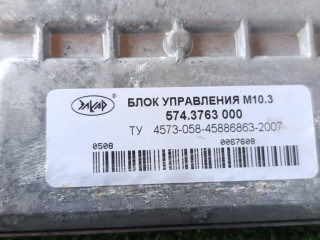 ЭЛКАР ®
БЛОК УПРАВЛЕНИЯ М10.3
574.3763 000
ТУ 4573-058-45886863-2007
0508 0067608